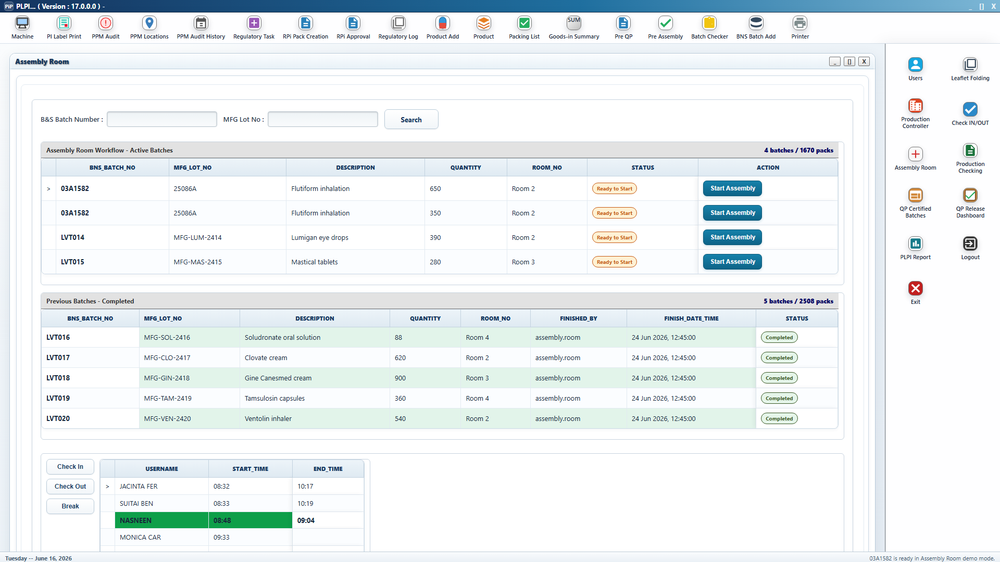 PiP PLPI... ( Version : 17.0.0.0 ) -
_ [] X
Machine
PI Label Print
PPM Audit
PPM Locations
PPM Audit History
Regulatory Task
RPi Pack Creation
RPi Approval
Regulatory Log
Product Add
Product
Packing List
SUM
Goods-in Summary
Pre QP
Pre Assembly
Batch Checker
BNS Batch Add
Printer
Assembly Room
_ [] X
B&S Batch Number :
MFG Lot No :
Search
Assembly Room Workflow - Active Batches
4 batches / 1670 packs
BNS_BATCH_NO MFG_LOT_NO DESCRIPTION QUANTITY ROOM_NO STATUS ACTION
> 03A1582 25086A Flutiform inhalation 650 Room 2 Ready to Start Start Assembly
03A1582 25086A Flutiform inhalation 350 Room 2 Ready to Start Start Assembly
LVT014 MFG-LUM-2414 Lumigan eye drops 390 Room 2 Ready to Start Start Assembly
LVT015 MFG-MAS-2415 Mastical tablets 280 Room 3 Ready to Start Start Assembly
Previous Batches - Completed
5 batches / 2508 packs
BNS_BATCH_NO MFG_LOT_NO DESCRIPTION QUANTITY ROOM_NO FINISHED_BY FINISH_DATE_TIME STATUS
LVT016 MFG-SOL-2416 Soludronate oral solution 88 Room 4 assembly.room 24 Jun 2026, 12:45:00 Completed
LVT017 MFG-CLO-2417 Clovate cream 620 Room 2 assembly.room 24 Jun 2026, 12:45:00 Completed
LVT018 MFG-GIN-2418 Gine Canesmed cream 900 Room 3 assembly.room 24 Jun 2026, 12:45:00 Completed
LVT019 MFG-TAM-2419 Tamsulosin capsules 360 Room 4 assembly.room 24 Jun 2026, 12:45:00 Completed
LVT020 MFG-VEN-2420 Ventolin inhaler 540 Room 2 assembly.room 24 Jun 2026, 12:45:00 Completed
Check In
Check Out
Break
USERNAME START_TIME END_TIME
> JACINTA FER 08:32 10:17
SUITAI BEN 08:33 10:19
NASNEEN 08:48 09:04
MONICA CAR 09:33
Users
Leaflet Folding
Production
Controller
Check IN/OUT
Assembly Room
Production
Checking
QP Certified
Batches
QP Release
Dashboard
PLPI Report
Logout
Exit
Tuesday -- June 16, 2026
03A1582 is ready in Assembly Room demo mode.